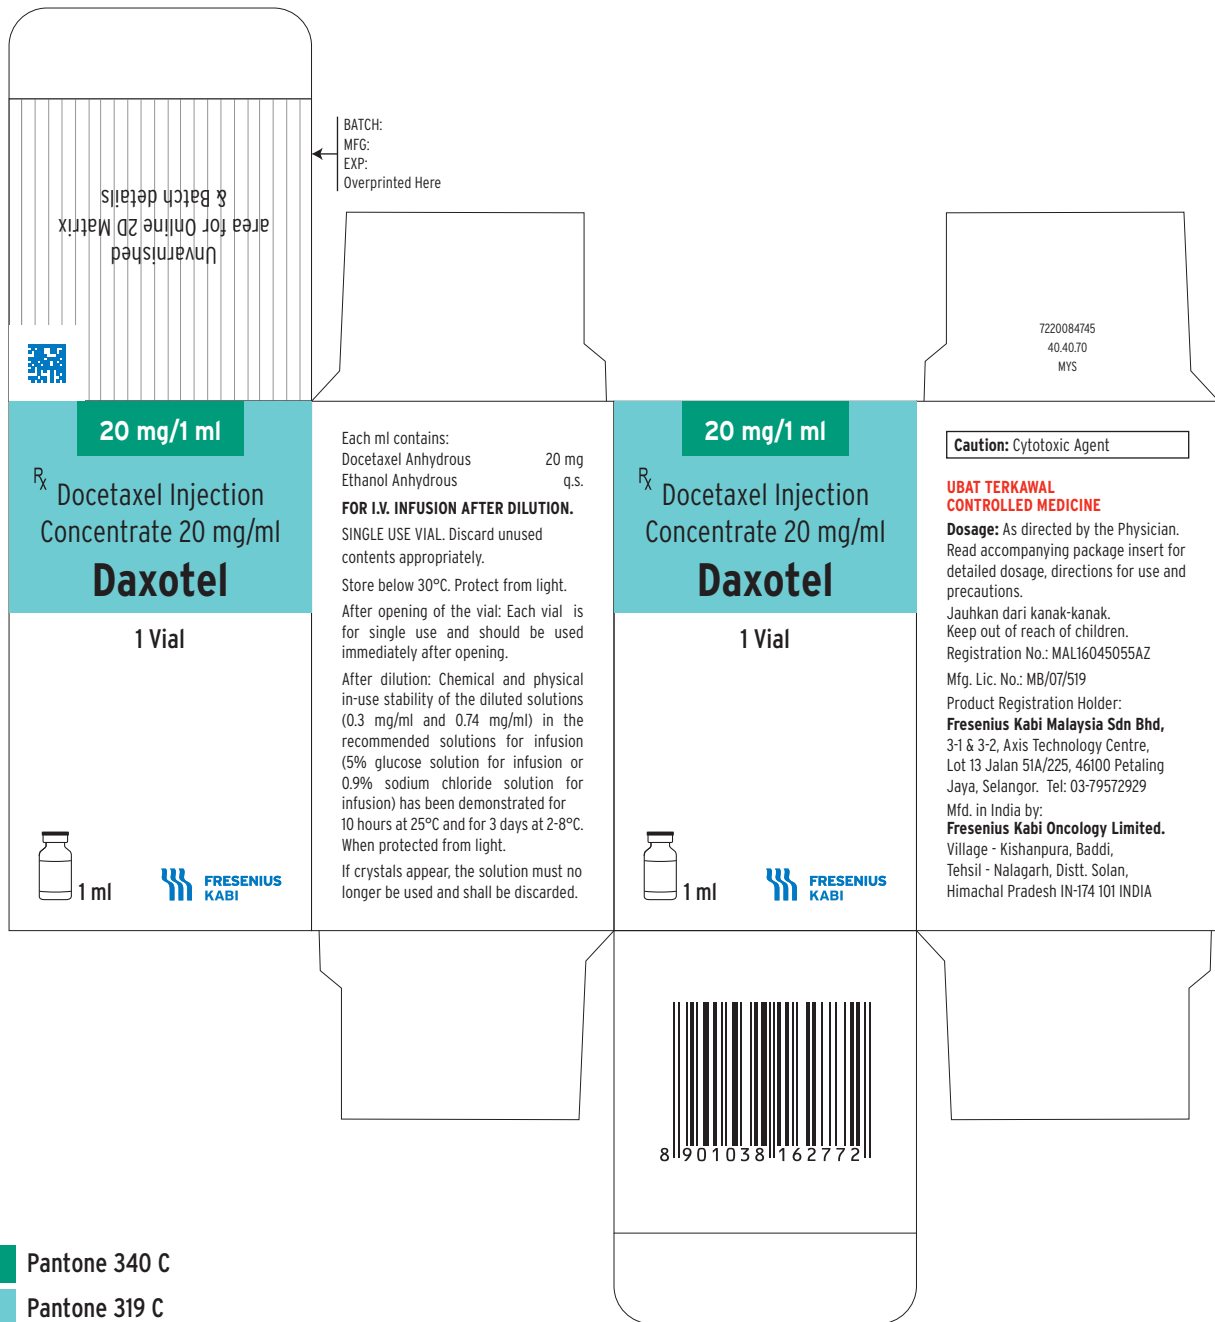 BATCH:
MFG:
EXP:
Overprinted Here
Unvarnished
area for Online 2D Matrix
& Batch details
7220084745
40.40.70
MYS
20 mg/1 ml
Rx Docetaxel Injection
Concentrate 20 mg/ml
Daxotel
1 Vial
1 ml
FRESENIUS
KABI
Each ml contains:
Docetaxel Anhydrous 20 mg
Ethanol Anhydrous q.s.
FOR I.V. INFUSION AFTER DILUTION.
SINGLE USE VIAL. Discard unused
contents appropriately.
Store below 30°C. Protect from light.
After opening of the vial: Each vial is
for single use and should be used
immediately after opening.
After dilution: Chemical and physical
in-use stability of the diluted solutions
(0.3 mg/ml and 0.74 mg/ml) in the
recommended solutions for infusion
(5% glucose solution for infusion or
0.9% sodium chloride solution for
infusion) has been demonstrated for
10 hours at 25°C and for 3 days at 2-8°C.
When protected from light.
If crystals appear, the solution must no
longer be used and shall be discarded.
20 mg/1 ml
Rx Docetaxel Injection
Concentrate 20 mg/ml
Daxotel
1 Vial
1 ml
FRESENIUS
KABI
Caution: Cytotoxic Agent
UBAT TERKAWAL
CONTROLLED MEDICINE
Dosage: As directed by the Physician.
Read accompanying package insert for
detailed dosage, directions for use and
precautions.
Jauhkan dari kanak-kanak.
Keep out of reach of children.
Registration No.: MAL16045055AZ
Mfg. Lic. No.: MB/07/519
Product Registration Holder:
Fresenius Kabi Malaysia Sdn Bhd,
3-1 & 3-2, Axis Technology Centre,
Lot 13 Jalan 51A/225, 46100 Petaling
Jaya, Selangor. Tel: 03-79572929
Mfd. in India by:
Fresenius Kabi Oncology Limited.
Village - Kishanpura, Baddi,
Tehsil - Nalagarh, Distt. Solan,
Himachal Pradesh IN-174 101 INDIA
8 901038 162772
Pantone 340 C
Pantone 319 C